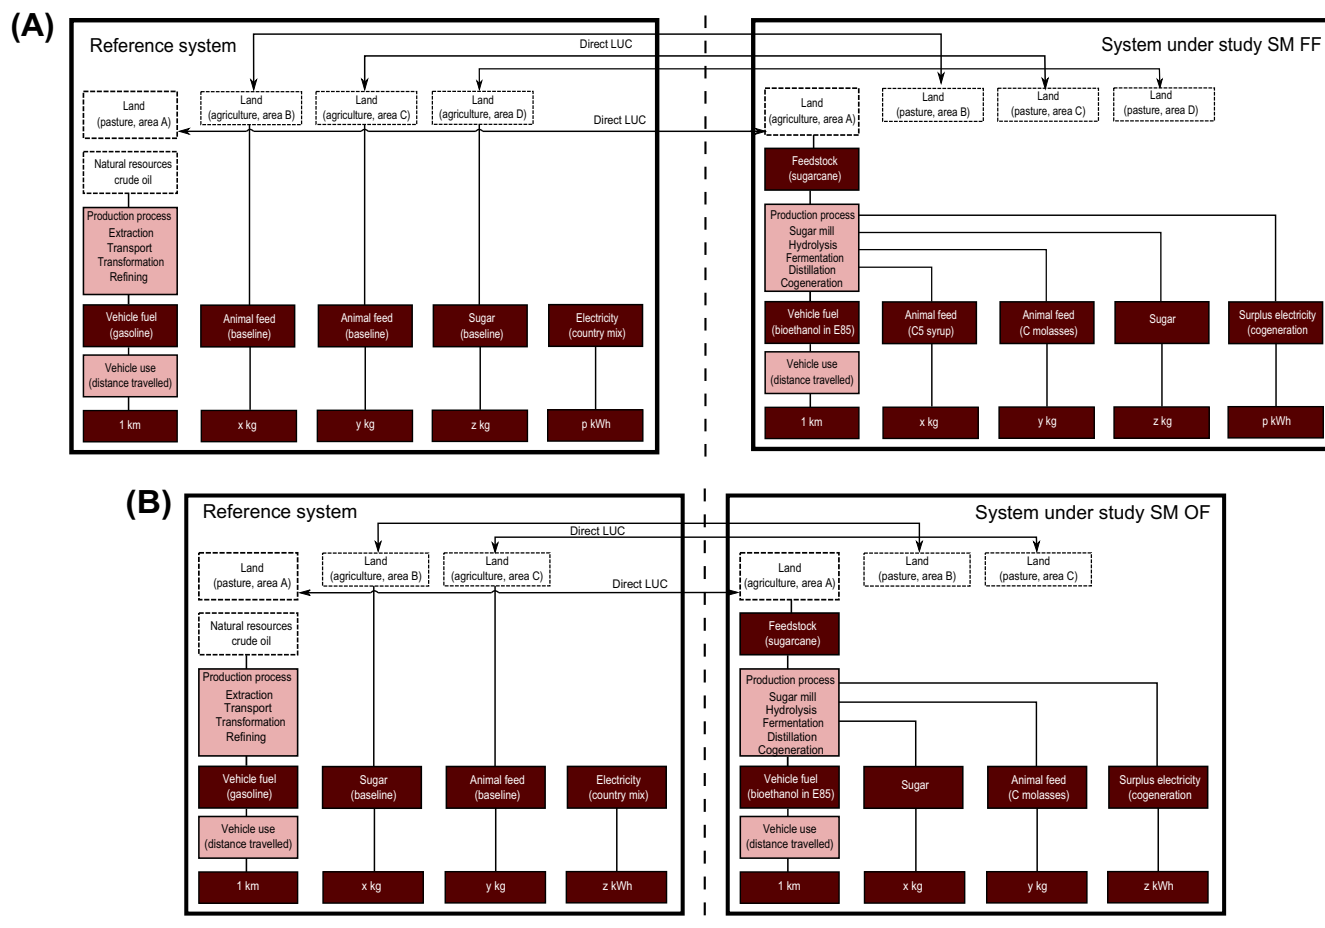 (A)
Reference system
Direct LUC
System under study SM FF
Land
(pasture, area A)
Land
(agriculture, area B)
Land
(agriculture, area C)
Land
(agriculture, area D)
Direct LUC
Land
(agriculture, area A)
Land
(pasture, area B)
Land
(pasture, area C)
Land
(pasture, area D)
Natural resources
crude oil
Feedstock
(sugarcane)
Production process
Extraction
Transport
Transformation
Refining
Production process
Sugar mill
Hydrolysis
Fermentation
Distillation
Cogeneration
Vehicle fuel
(gasoline)
Animal feed
(baseline)
Animal feed
(baseline)
Sugar
(baseline)
Electricity
(country mix)
Vehicle fuel
(bioethanol in E85)
Animal feed
(C5 syrup)
Animal feed
(C molasses)
Sugar
Surplus electricity
(cogeneration
Vehicle use
(distance travelled)
Vehicle use
(distance travelled)
1 km
x kg
y kg
z kg
p kWh
1 km
x kg
y kg
z kg
p kWh
(B)
Reference system
Direct LUC
System under study SM OF
Land
(pasture, area A)
Land
(agriculture, area B)
Land
(agriculture, area C)
Direct LUC
Land
(agriculture, area A)
Land
(pasture, area B)
Land
(pasture, area C)
Natural resources
crude oil
Feedstock
(sugarcane)
Production process
Extraction
Transport
Transformation
Refining
Production process
Sugar mill
Hydrolysis
Fermentation
Distillation
Cogeneration
Vehicle fuel
(gasoline)
Sugar
(baseline)
Animal feed
(baseline)
Electricity
(country mix)
Vehicle fuel
(bioethanol in E85)
Sugar
Animal feed
(C molasses)
Surplus electricity
(cogeneration
Vehicle use
(distance travelled)
Vehicle use
(distance travelled)
1 km
x kg
y kg
z kWh
1 km
x kg
y kg
z kWh